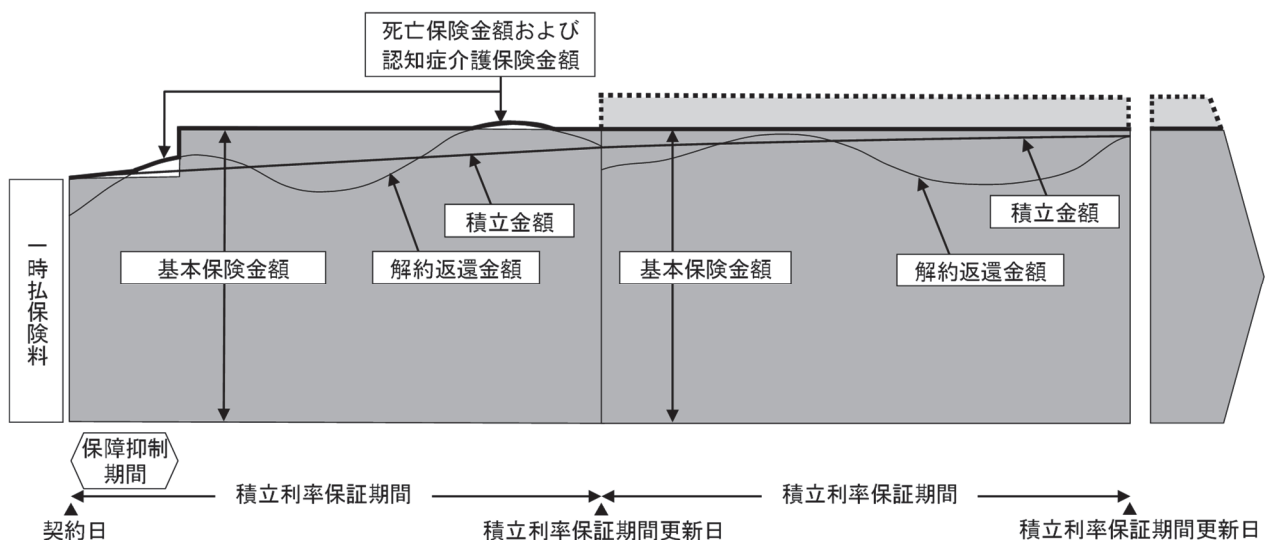 死亡保険金額および
認知症介護保険金額
積立金額
積立金額
基本保険金額
解約返還金額
基本保険金額
解約返還金額
一時払保険料
保障抑制
期間
積立利率保証期間
積立利率保証期間
契約日
積立利率保証期間更新日
積立利率保証期間更新日